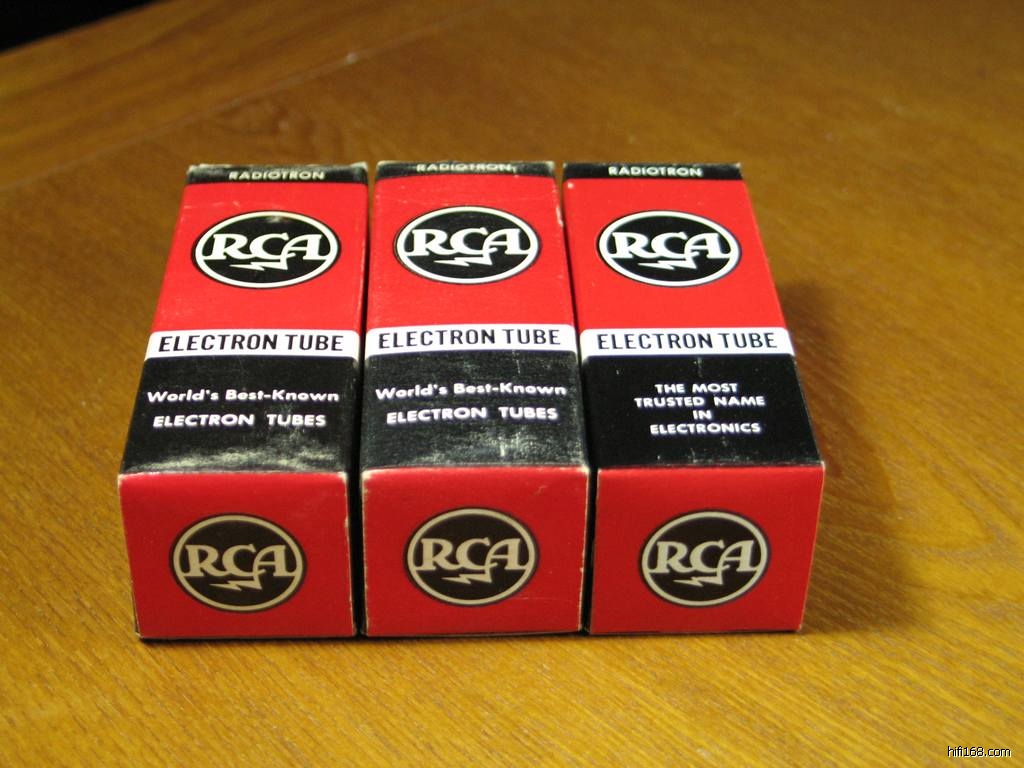 RADIOTRON
RCA
ELECTRON TUBE
World's Best-Known
ELECTRON TUBES
RCA
RADIOTRON
RCA
ELECTRON TUBE
World's Best-Known
ELECTRON TUBES
RCA
RADIOTRON
RCA
ELECTRON TUBE
THE MOST
TRUSTED NAME
IN
ELECTRONICS
RCA
hifi168.com